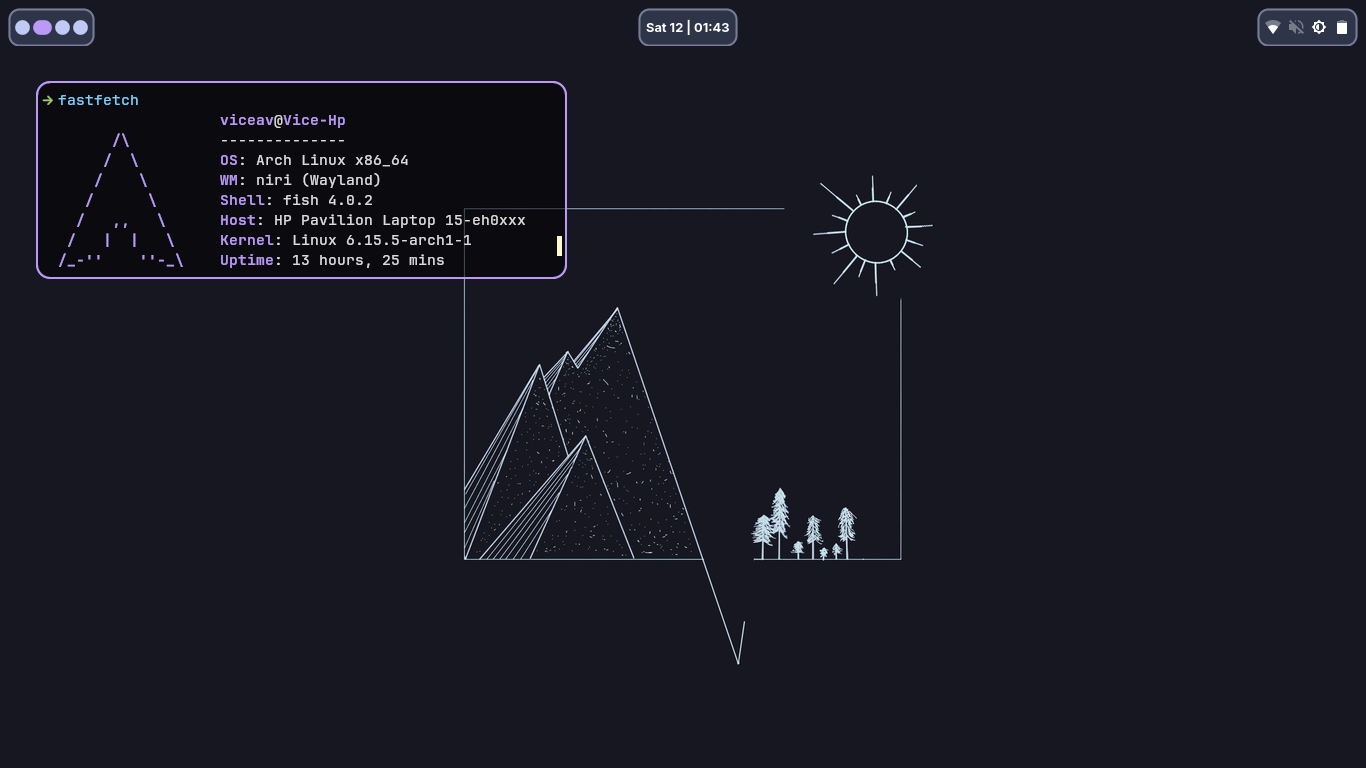 Sat 12 | 01:43
➜ fastfetch
viceav@Vice-Hp
--------------
OS: Arch Linux x86_64
WM: niri (Wayland)
Shell: fish 4.0.2
Host: HP Pavilion Laptop 15-eh0xxx
Kernel: Linux 6.15.5-arch1-1
Uptime: 13 hours, 25 mins